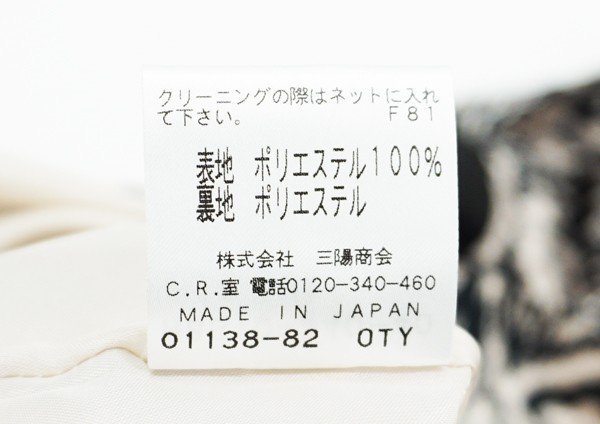 クリーニングの際はネットに入れ
て下さい。 F81
表地 ポリエステル100%
裏地 ポリエステル
株式会社 三陽商会
C.R.室 電話0120-340-460
MADE IN JAPAN
01138-82 0TY